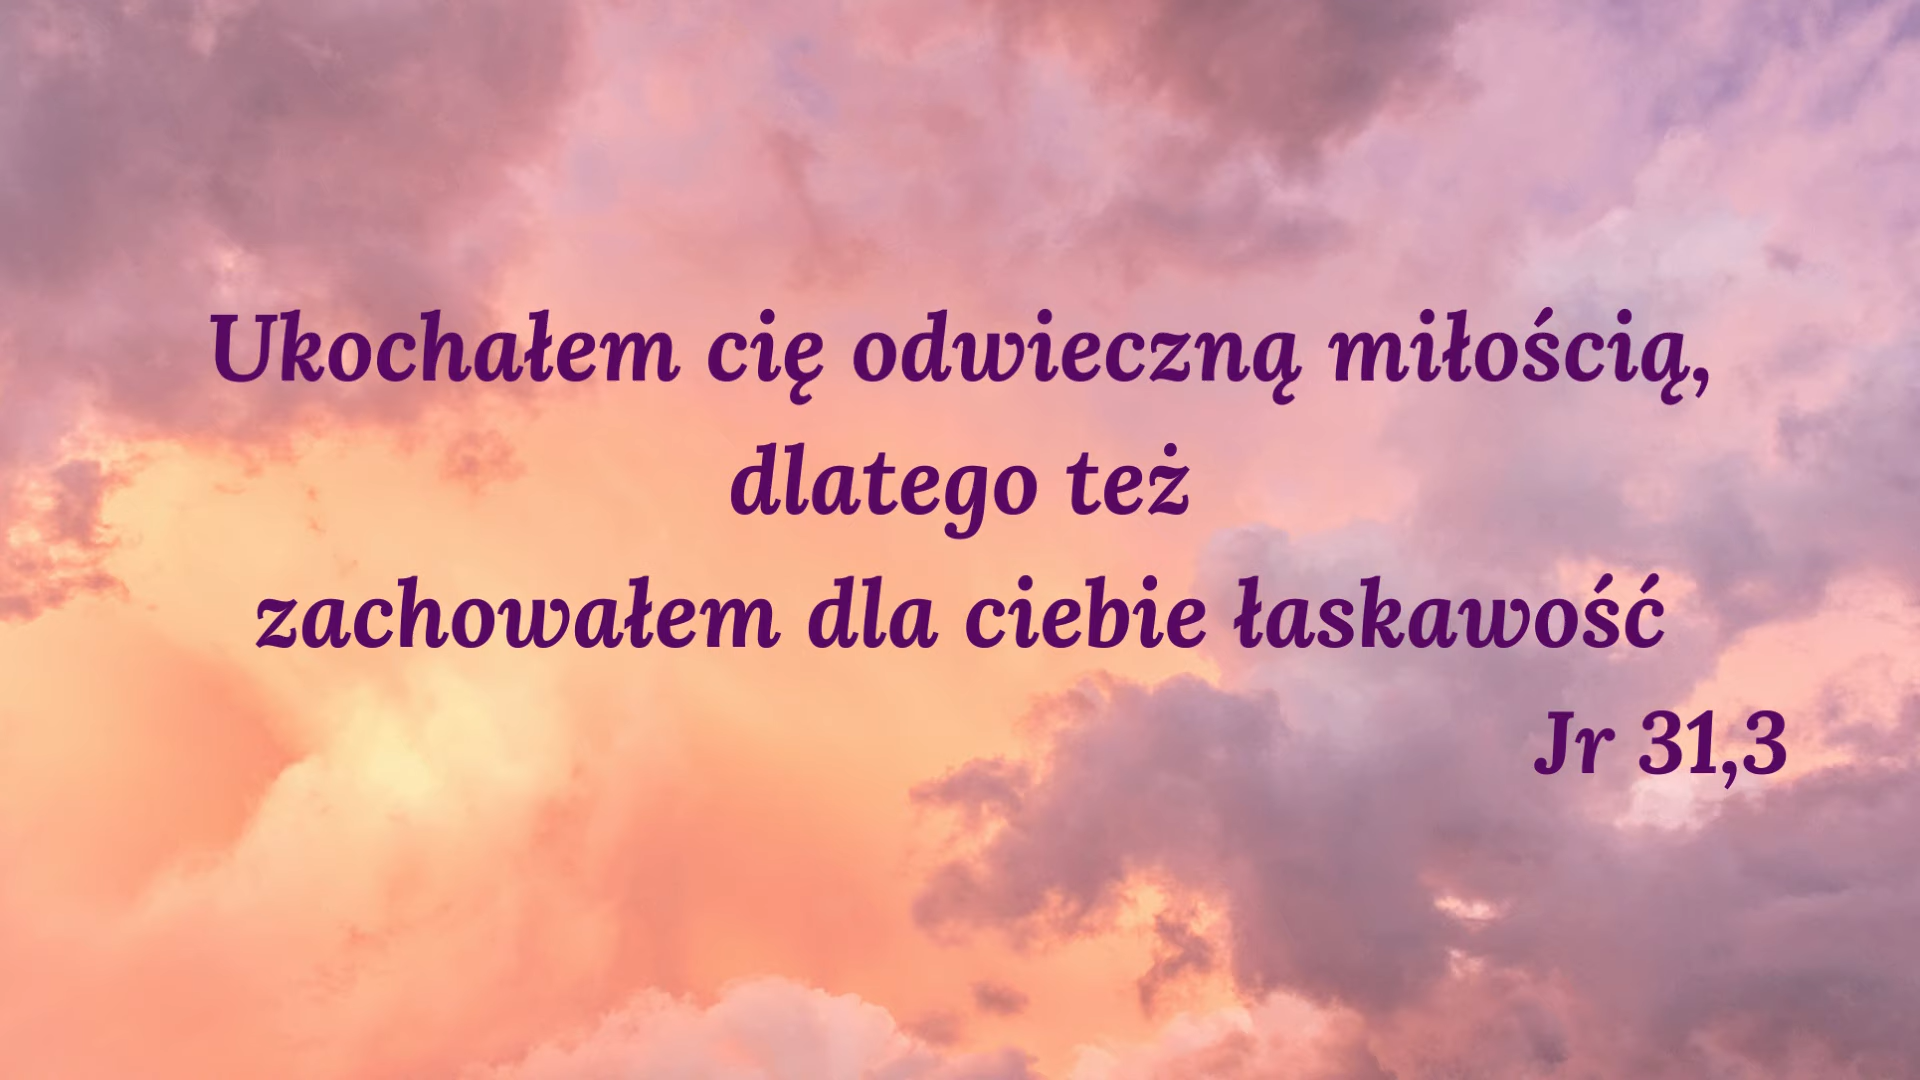 Ukochałem cię odwieczną miłością,
dlatego też
zachowałem dla ciebie łaskawość
Jr 31,3